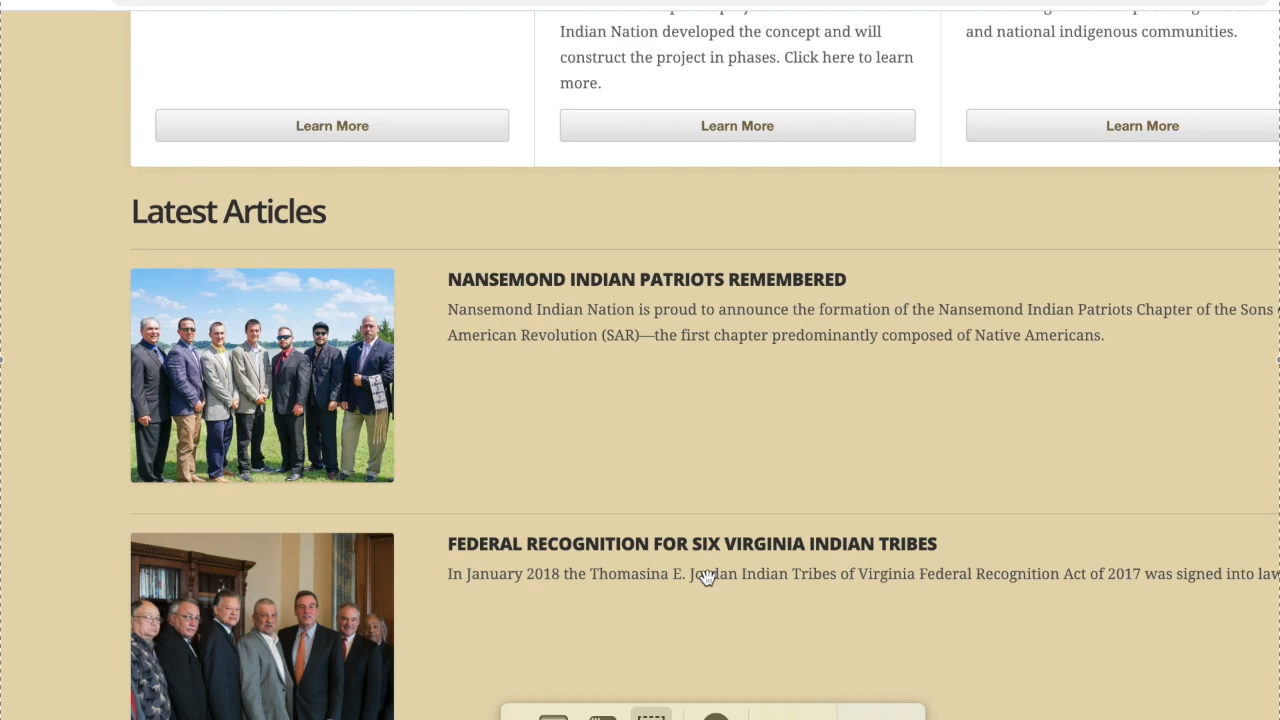 Indian Nation developed the concept and will
construct the project in phases. Click here to learn
more.
and national indigenous communities.
Learn More
Learn More
Learn More
Latest Articles
NANSEMOND INDIAN PATRIOTS REMEMBERED
Nansemond Indian Nation is proud to announce the formation of the Nansemond Indian Patriots Chapter of the Sons
American Revolution (SAR)—the first chapter predominantly composed of Native Americans.
FEDERAL RECOGNITION FOR SIX VIRGINIA INDIAN TRIBES
In January 2018 the Thomasina E. Jordan Indian Tribes of Virginia Federal Recognition Act of 2017 was signed into law